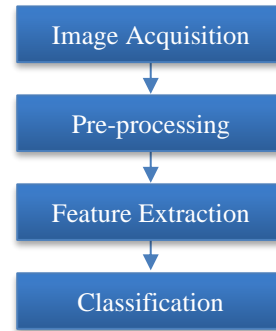 Image Acquisition
Pre-processing
Feature Extraction
Classification